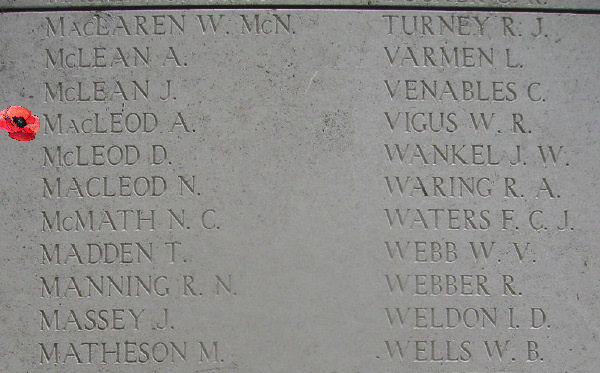 MACLAREN W. McN.
McLEAN A.
McLEAN J.
MACLEOD A.
McLEOD D.
MACLEOD N.
McMATH N. C.
MADDEN T.
MANNING R. N.
MASSEY J.
MATHESON M.
TURNEY R. J.
VARMEN L.
VENABLES C.
VIGUS W. R.
WANKEL J. W.
WARING R. A.
WATERS F. C. J.
WEBB W. V.
WEBBER R.
WELDON I. D.
WELLS W. B.